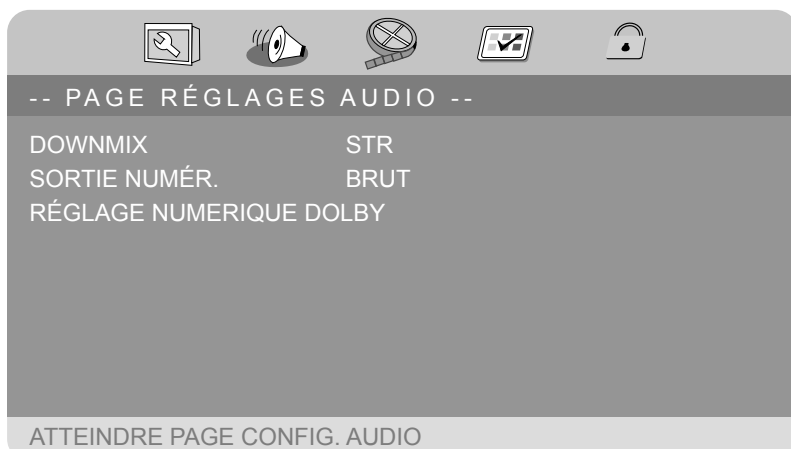 -- PAGE RÉGLAGES AUDIO --
DOWNMIX STR
SORTIE NUMÉR. BRUT
RÉGLAGE NUMERIQUE DOLBY
ATTEINDRE PAGE CONFIG. AUDIO